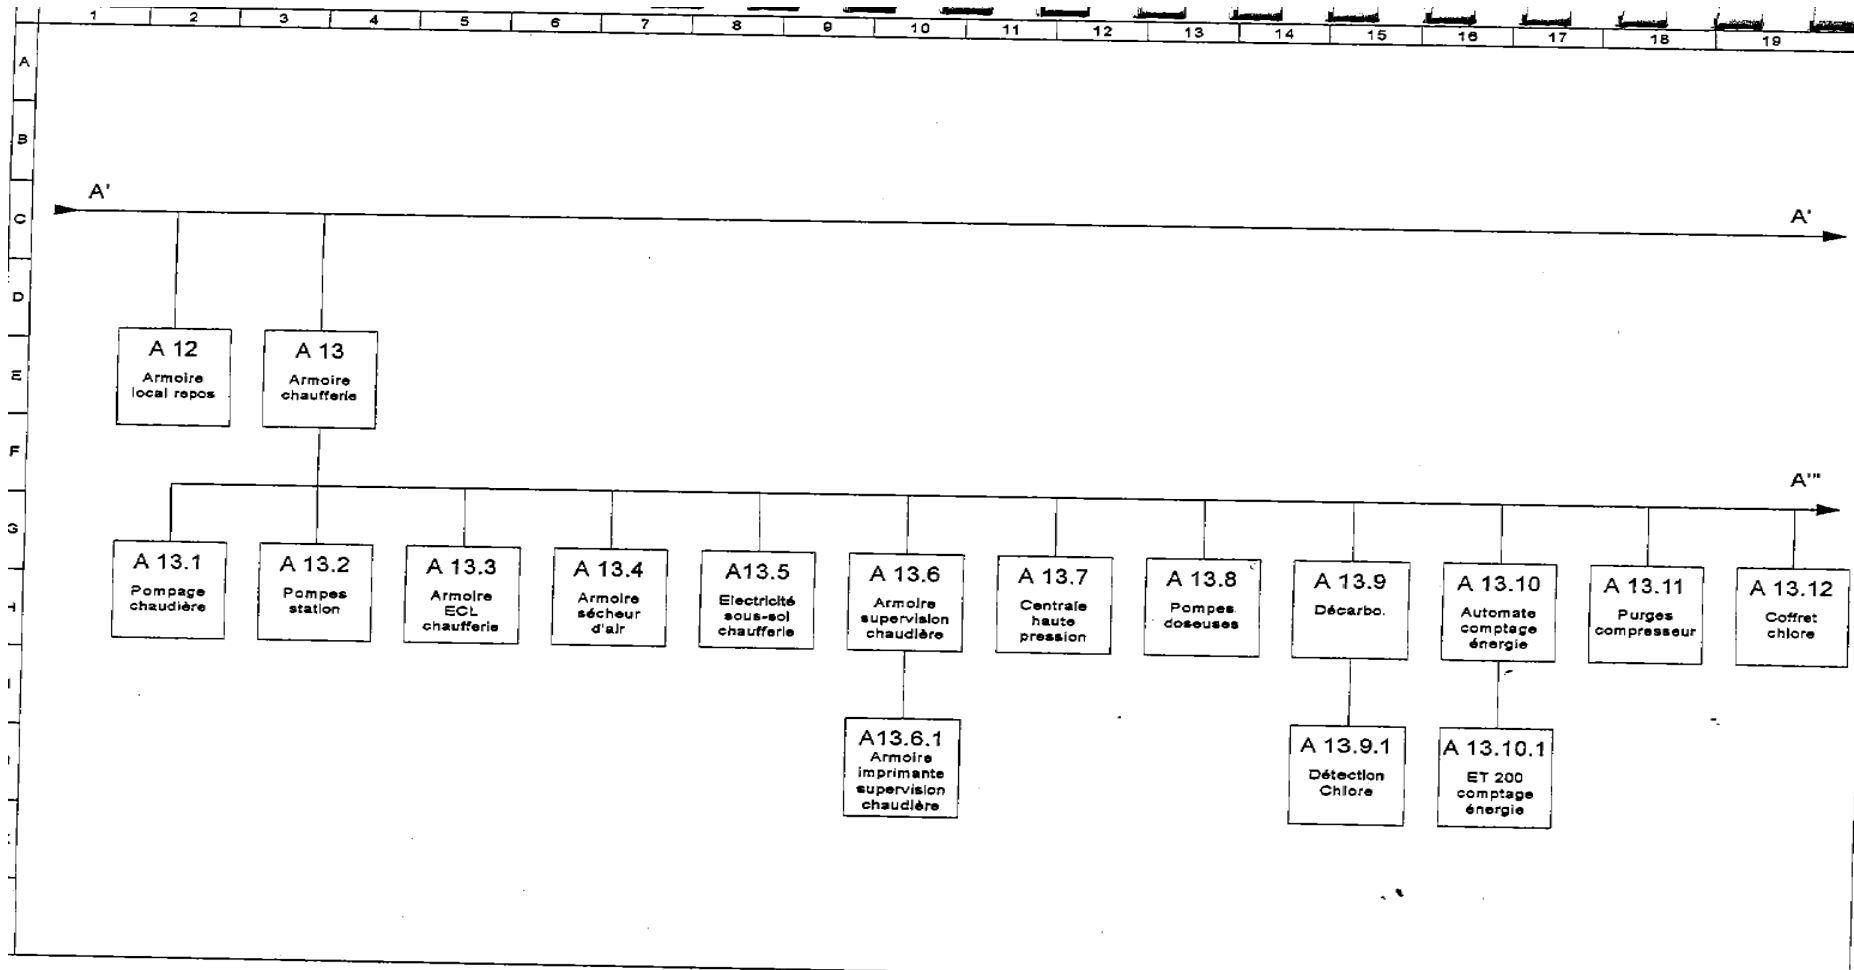 1 2 3 4 5 6 7 8 9 10 11 12 13 14 15 16 17 18 19
A
B
C
D
E
F
G
A'
A'
A 12
Armoire
local repos
A 13
Armoire
chaufferie
A'''
A 13.1
Pompage
chaudière
A 13.2
Pompes
station
A 13.3
Armoire
ECL
chaufferie
A 13.4
Armoire
sécheur
d'air
A13.5
Electricité
sous-sol
chaufferie
A 13.6
Armoire
supervision
chaudière
A 13.7
Centrale
haute
pression
A 13.8
Pompes
doseuses
A 13.9
Décarbo.
A 13.10
Automate
comptage
énergie
A 13.11
Purges
compresseur
A 13.12
Coffret
chlore
A13.6.1
Armoire
imprimante
supervision
chaudière
A 13.9.1
Détection
Chlore
A 13.10.1
ET 200
comptage
énergie